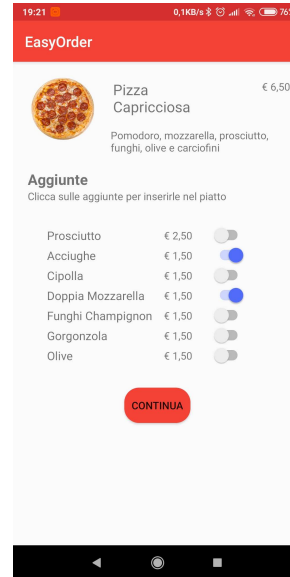 19:21
0,1KB/s
76
EasyOrder
Pizza
Capricciosa
€ 6,50
Pomodoro, mozzarella, prosciutto,
funghi, olive e carciofini
Aggiunte
Clicca sulle aggiunte per inserirle nel piatto
Prosciutto € 2,50
Acciughe € 1,50
Cipolla € 1,50
Doppia Mozzarella € 1,50
Funghi Champignon € 1,50
Gorgonzola € 1,50
Olive € 1,50
CONTINUA